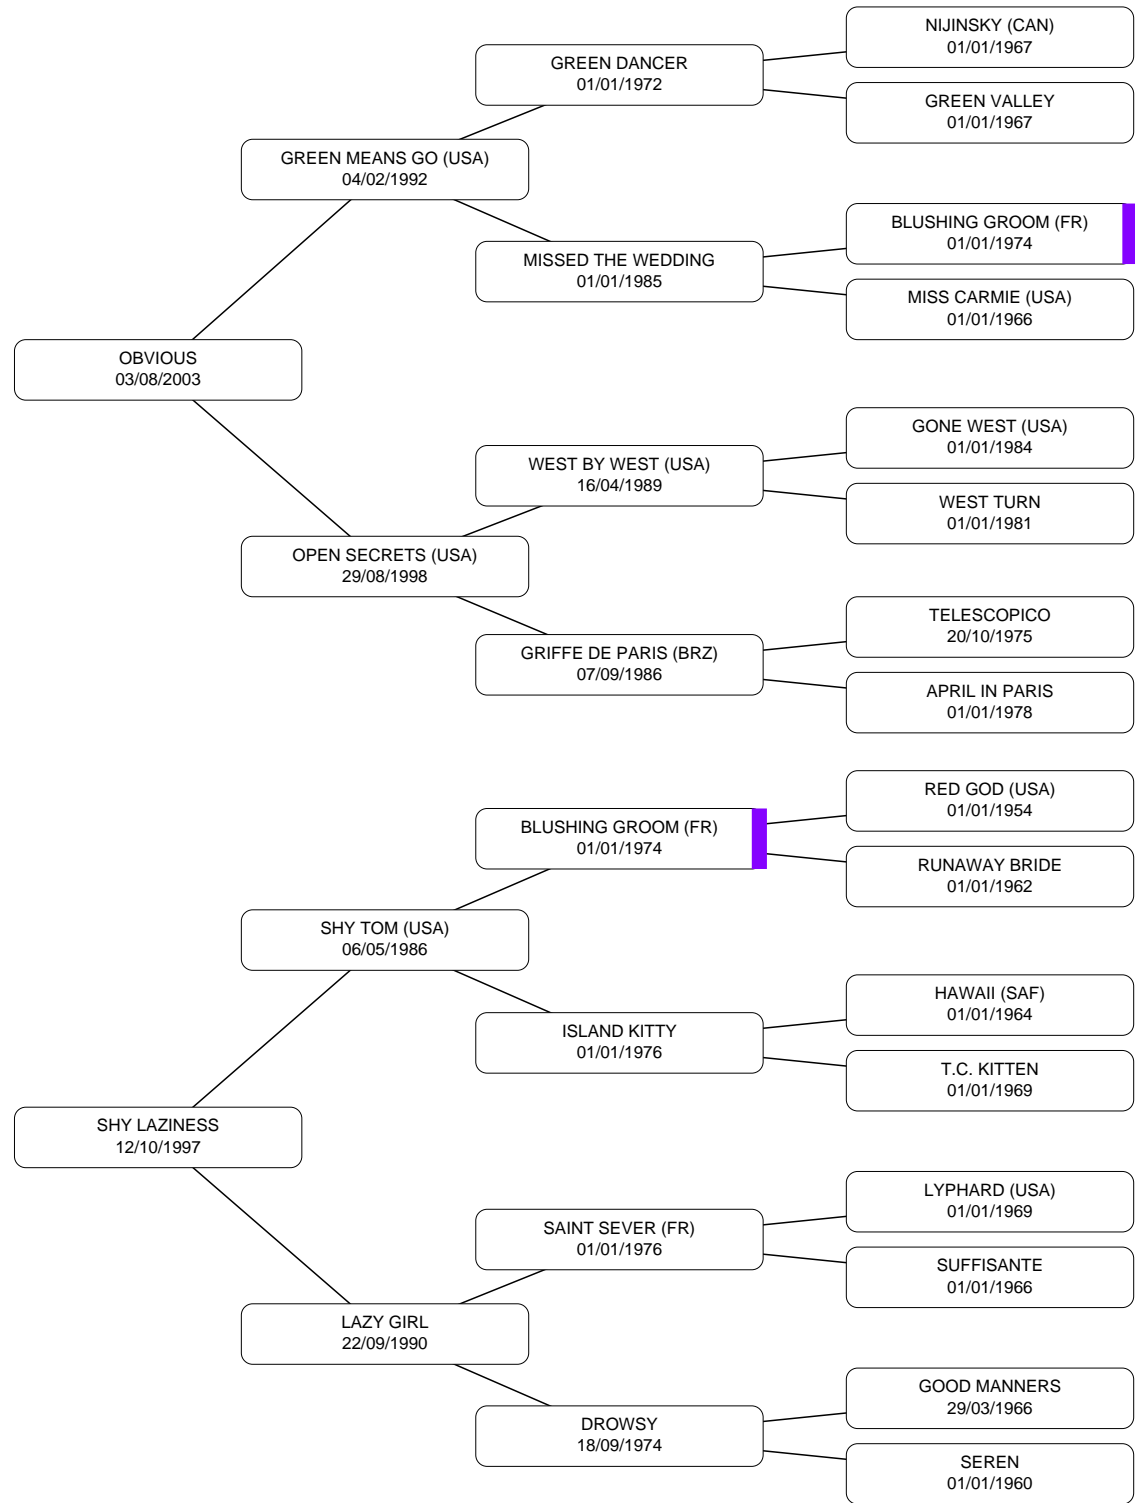 NIJINSKY (CAN)
01/01/1967
GREEN DANCER
01/01/1972
GREEN VALLEY
01/01/1967
GREEN MEANS GO (USA)
04/02/1992
BLUSHING GROOM (FR)
01/01/1974
MISSED THE WEDDING
01/01/1985
MISS CARMIE (USA)
01/01/1966
OBVIOUS
03/08/2003
GONE WEST (USA)
01/01/1984
WEST BY WEST (USA)
16/04/1989
WEST TURN
01/01/1981
OPEN SECRETS (USA)
29/08/1998
TELESCOPICO
20/10/1975
GRIFFE DE PARIS (BRZ)
07/09/1986
APRIL IN PARIS
01/01/1978
RED GOD (USA)
01/01/1954
BLUSHING GROOM (FR)
01/01/1974
RUNAWAY BRIDE
01/01/1962
SHY TOM (USA)
06/05/1986
HAWAII (SAF)
01/01/1964
ISLAND KITTY
01/01/1976
T.C. KITTEN
01/01/1969
SHY LAZINESS
12/10/1997
LYPHARD (USA)
01/01/1969
SAINT SEVER (FR)
01/01/1976
SUFFISANTE
01/01/1966
LAZY GIRL
22/09/1990
GOOD MANNERS
29/03/1966
DROWSY
18/09/1974
SEREN
01/01/1960